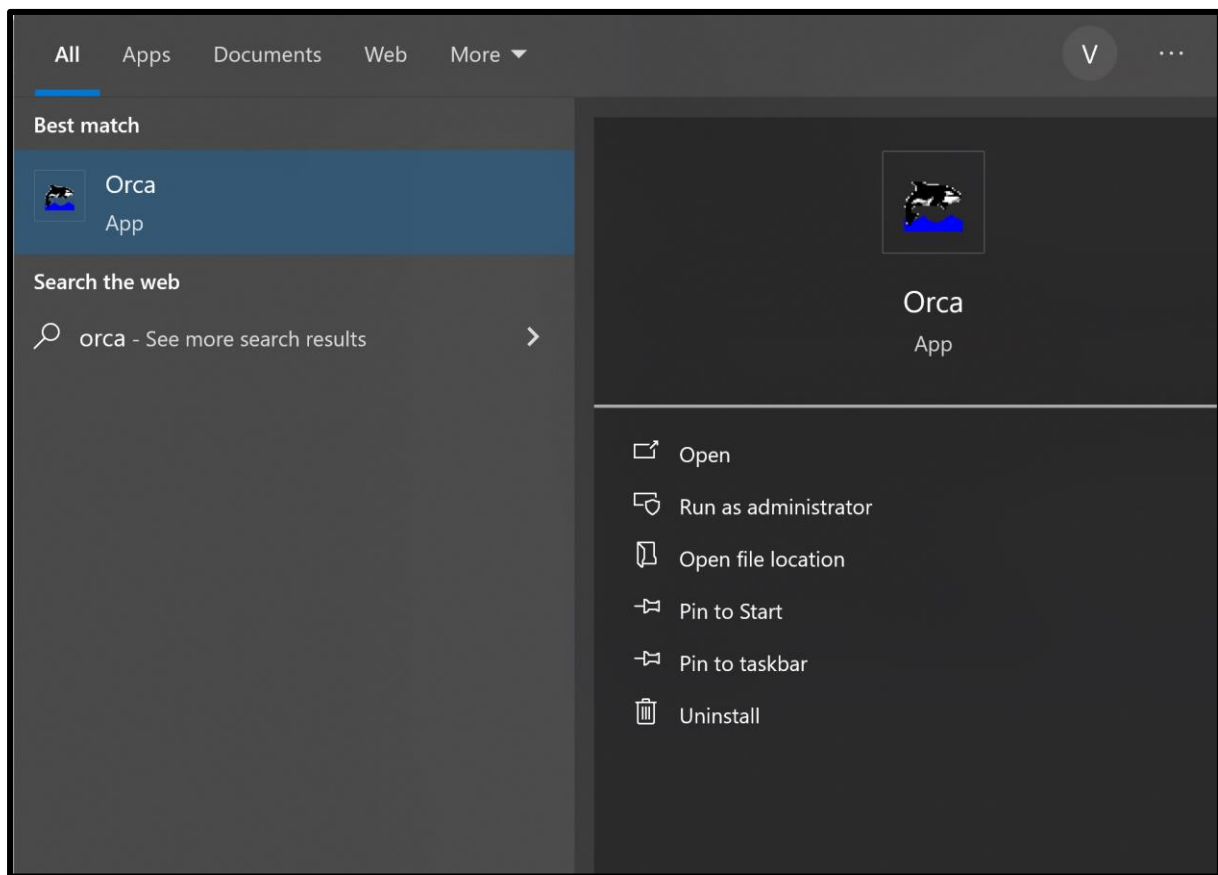 All Apps Documents Web More
V ...
Best match
Orca
App
Search the web
orca - See more search results
Orca
App
Open
Run as administrator
Open file location
Pin to Start
Pin to taskbar
Uninstall